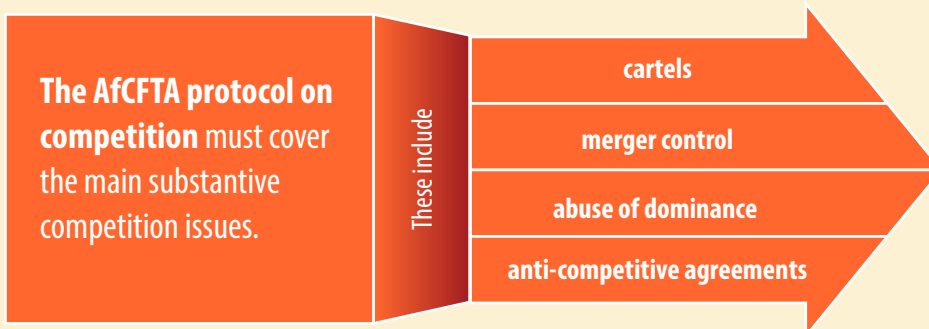 The AfCFTA protocol on
competition must cover
the main substantive
competition issues.
These include
cartels
merger control
abuse of dominance
anti-competitive agreements